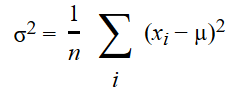 σ² = 1/n ∑i (xi − μ)²